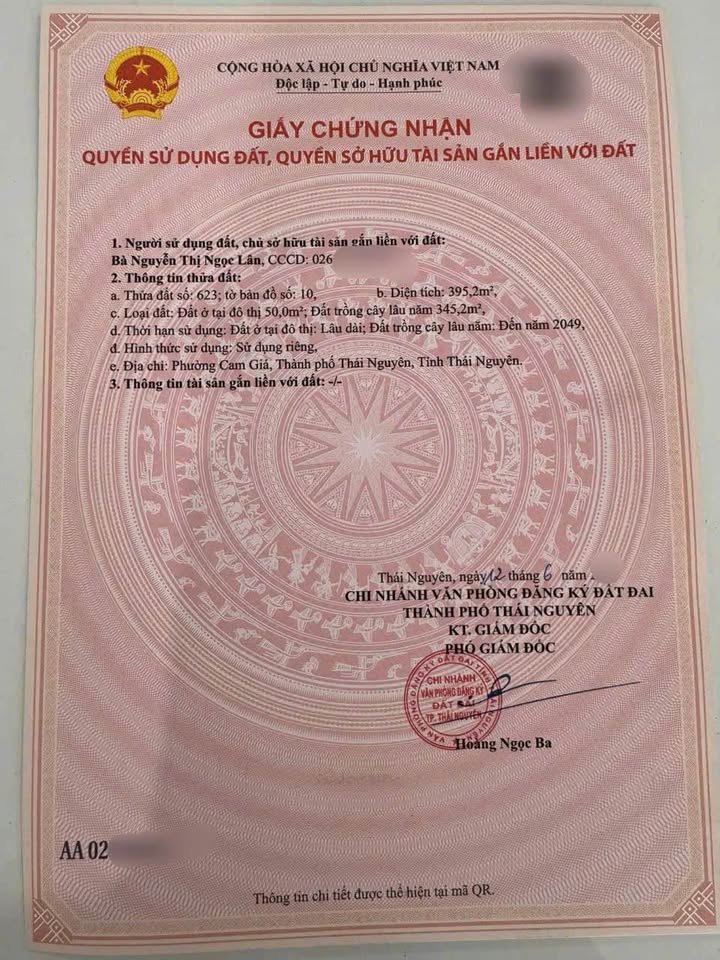 CỘNG HÒA XÃ HỘI CHỦ NGHĨA VIỆT NAM
Độc lập - Tự do - Hạnh phúc
GIẤY CHỨNG NHẬN
QUYỀN SỬ DỤNG ĐẤT, QUYỀN SỞ HỮU TÀI SẢN GẮN LIỀN VỚI ĐẤT
1. Người sử dụng đất, chủ sở hữu tài sản gắn liền với đất:
Bà Nguyễn Thị Ngọc Lân, CCCD: 026
2. Thông tin thửa đất:
a. Thửa đất số: 623; tờ bản đồ số: 10, b. Diện tích: 395,2m²,
c. Loại đất: Đất ở tại đô thị 50,0m²; Đất trồng cây lâu năm 345,2m²,
d. Thời hạn sử dụng: Đất ở tại đô thị: Lâu dài; Đất trồng cây lâu năm: Đến năm 2049,
đ. Hình thức sử dụng: Sử dụng riêng,
e. Địa chỉ: Phường Cam Giá, Thành phố Thái Nguyên, Tỉnh Thái Nguyên.
3. Thông tin tài sản gắn liền với đất: -/-
Thái Nguyên, ngày 12 tháng 6 năm
CHI NHÁNH VĂN PHÒNG ĐĂNG KÝ ĐẤT ĐAI
THÀNH PHỐ THÁI NGUYÊN
KT. GIÁM ĐỐC
PHÓ GIÁM ĐỐC
VĂN PHÒNG ĐĂNG KÝ ĐẤT ĐAI TỈNH THÁI NGUYÊN
CHI NHÁNH
VĂN PHÒNG ĐĂNG KÝ
ĐẤT ĐAI
TP. THÁI NGUYÊN
Hoàng Ngọc Ba
AA 02
Thông tin chi tiết được thể hiện tại mã QR.